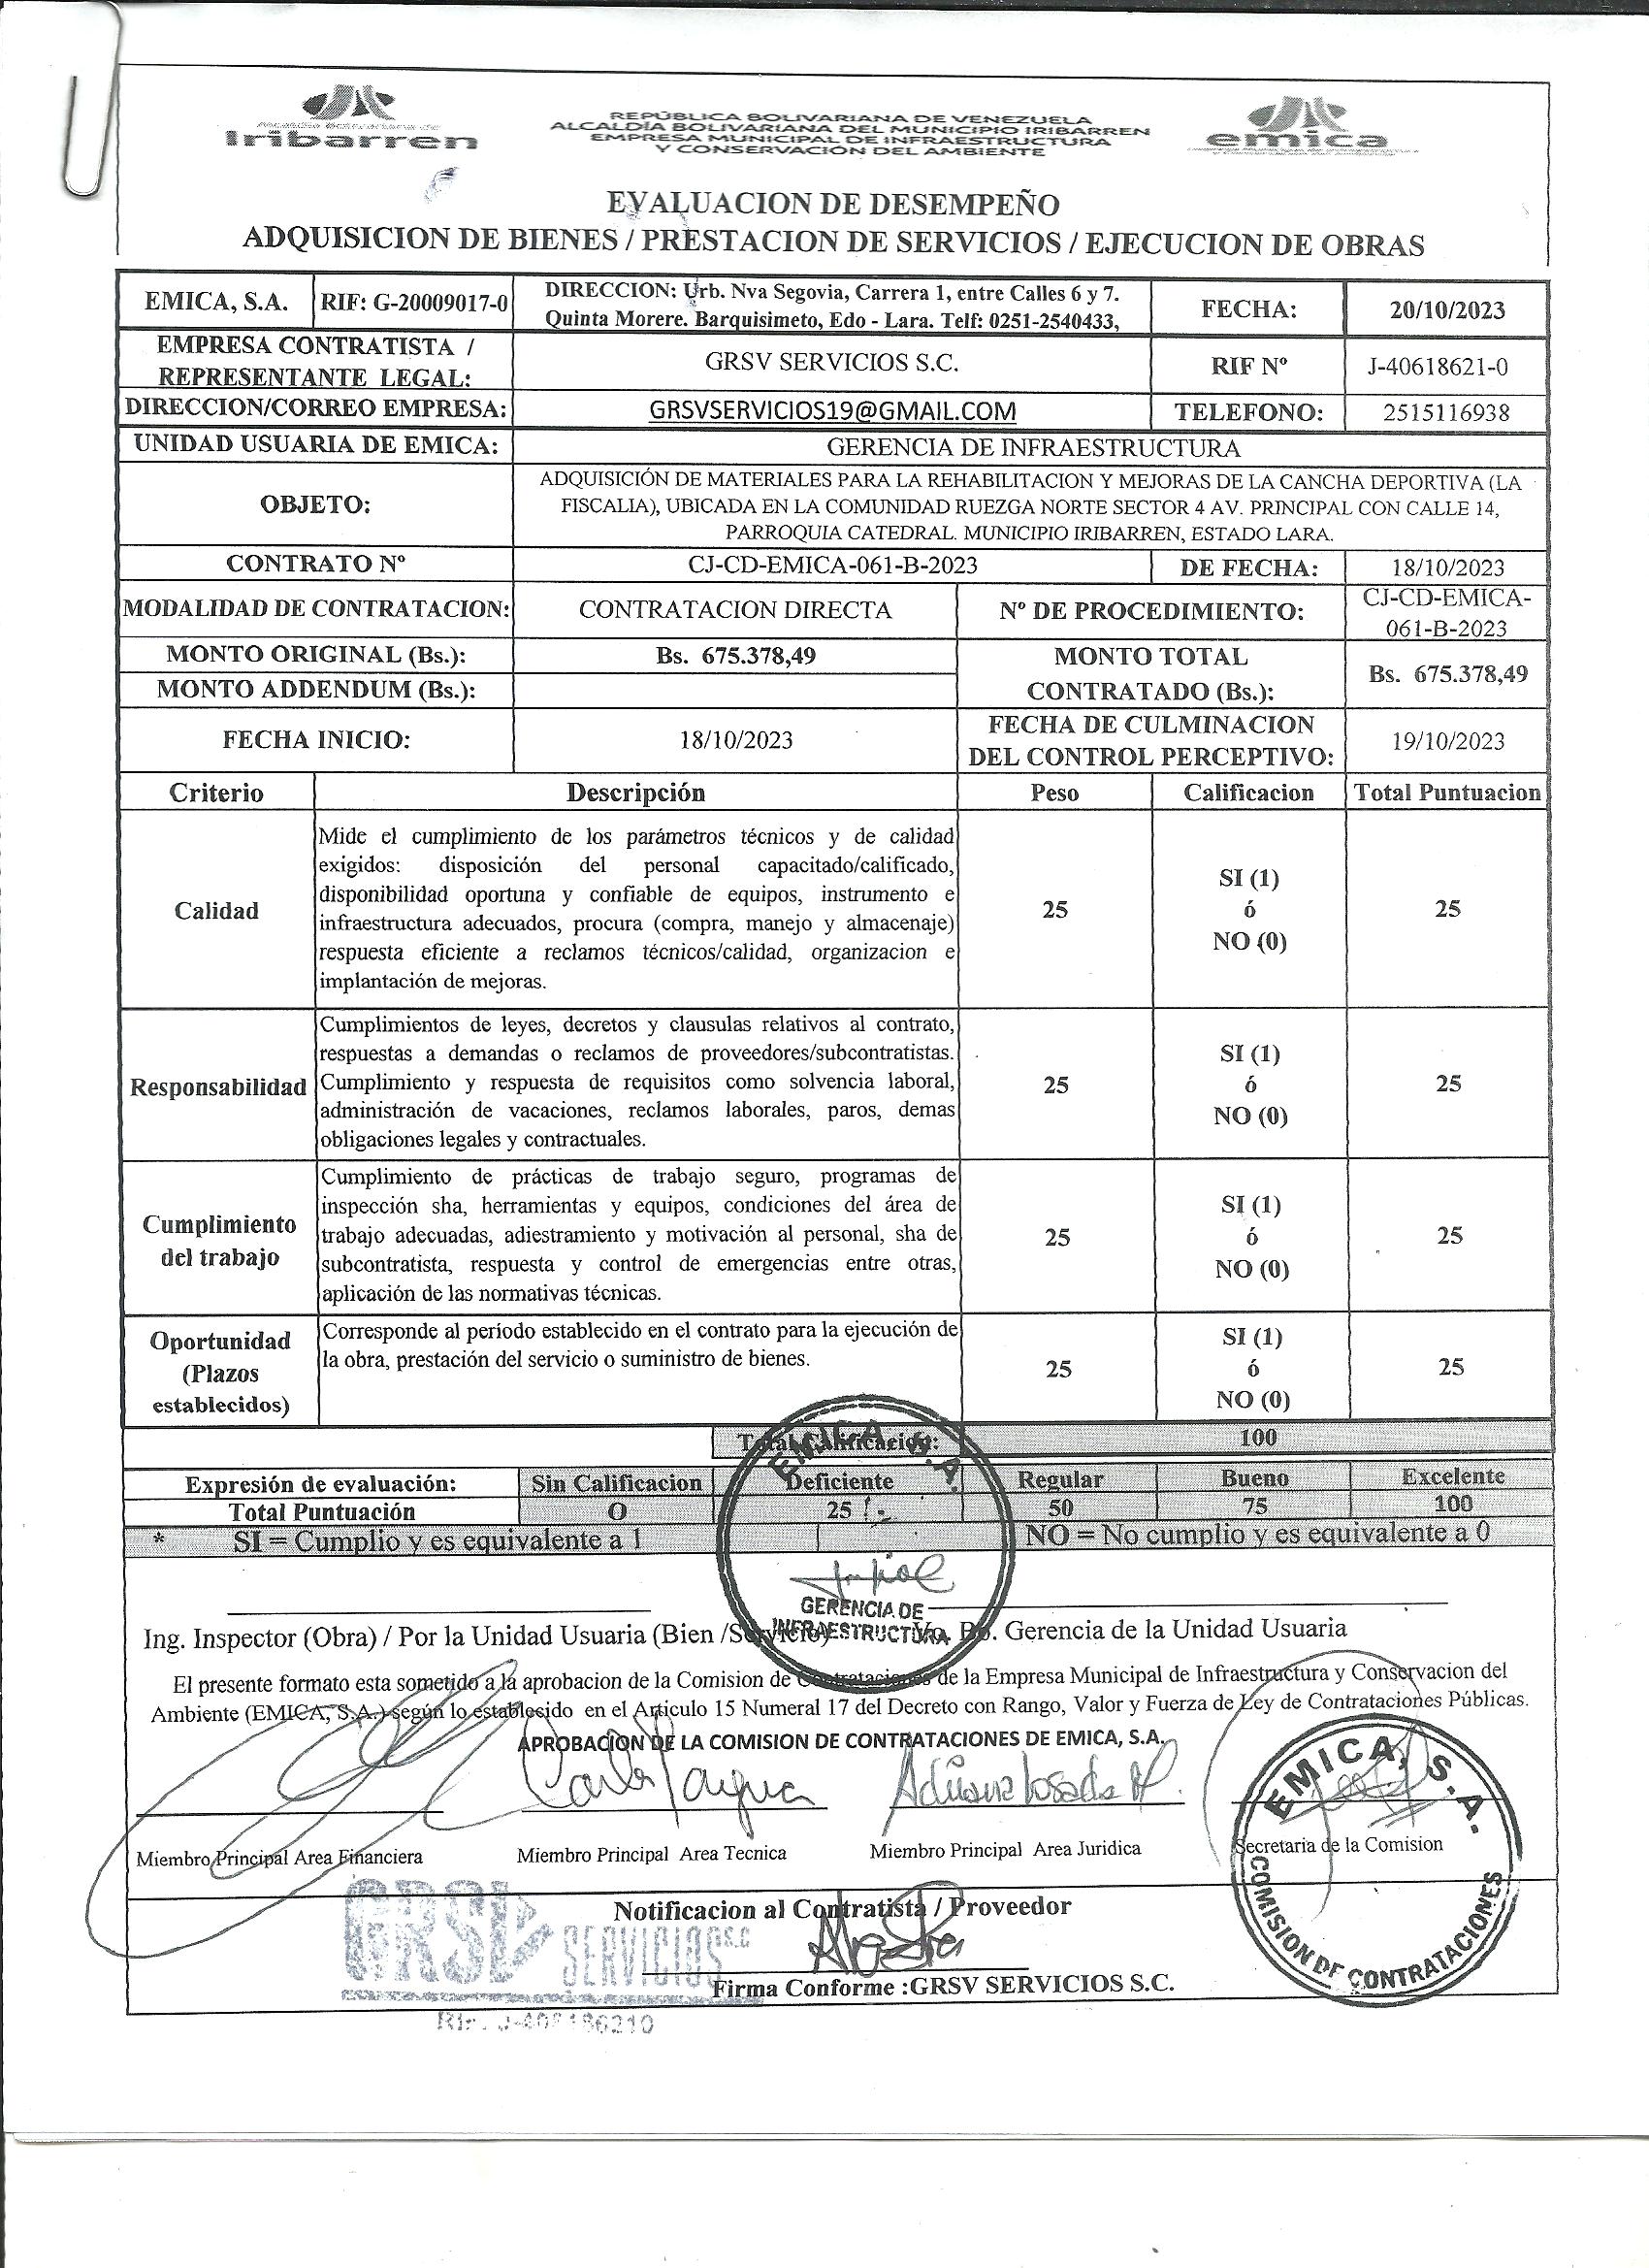 Alcaldía Bolivariana de
Iribarren
REPÚBLICA BOLIVARIANA DE VENEZUELA
ALCALDÍA BOLIVARIANA DEL MUNICIPIO IRIBARREN
EMPRESA MUNICIPAL DE INFRAESTRUCTURA
Y CONSERVACIÓN DEL AMBIENTE
emica
EVALUACION DE DESEMPEÑO
ADQUISICION DE BIENES / PRESTACION DE SERVICIOS / EJECUCION DE OBRAS
EMICA, S.A. RIF: G-20009017-0 DIRECCION: Urb. Nva Segovia, Carrera 1, entre Calles 6 y 7. FECHA: 20/10/2023
Quinta Morere. Barquisimeto, Edo - Lara. Telf: 0251-2540433,
EMPRESA CONTRATISTA / GRSV SERVICIOS S.C. RIF Nº J-40618621-0
REPRESENTANTE LEGAL:
DIRECCION/CORREO EMPRESA: GRSVSERVICIOS19@GMAIL.COM TELEFONO: 2515116938
UNIDAD USUARIA DE EMICA: GERENCIA DE INFRAESTRUCTURA
OBJETO: ADQUISICIÓN DE MATERIALES PARA LA REHABILITACION Y MEJORAS DE LA CANCHA DEPORTIVA (LA
FISCALIA), UBICADA EN LA COMUNIDAD RUEZGA NORTE SECTOR 4 AV. PRINCIPAL CON CALLE 14,
PARROQUIA CATEDRAL. MUNICIPIO IRIBARREN, ESTADO LARA.
CONTRATO Nº CJ-CD-EMICA-061-B-2023 DE FECHA: 18/10/2023
MODALIDAD DE CONTRATACION: CONTRATACION DIRECTA Nº DE PROCEDIMIENTO: CJ-CD-EMICA-
061-B-2023
MONTO ORIGINAL (Bs.): Bs. 675.378,49 MONTO TOTAL
CONTRATADO (Bs.): Bs. 675.378,49
MONTO ADDENDUM (Bs.):
FECHA INICIO: 18/10/2023 FECHA DE CULMINACION
DEL CONTROL PERCEPTIVO: 19/10/2023
Criterio Descripción Peso Calificacion Total Puntuacion
Calidad
Mide el cumplimiento de los parámetros técnicos y de calidad
exigidos: disposición del personal capacitado/calificado,
disponibilidad oportuna y confiable de equipos, instrumento e
infraestructura adecuados, procura (compra, manejo y almacenaje)
respuesta eficiente a reclamos técnicos/calidad, organizacion e
implantación de mejoras.
25
SI (1)
ó
NO (0)
25
Responsabilidad
Cumplimientos de leyes, decretos y clausulas relativos al contrato,
respuestas a demandas o reclamos de proveedores/subcontratistas.
Cumplimiento y respuesta de requisitos como solvencia laboral,
administración de vacaciones, reclamos laborales, paros, demas
obligaciones legales y contractuales.
25
SI (1)
ó
NO (0)
25
Cumplimiento
del trabajo
Cumplimiento de prácticas de trabajo seguro, programas de
inspección sha, herramientas y equipos, condiciones del área de
trabajo adecuadas, adiestramiento y motivación al personal, sha de
subcontratista, respuesta y control de emergencias entre otras,
aplicación de las normativas técnicas.
25
SI (1)
ó
NO (0)
25
Oportunidad
(Plazos
establecidos)
Corresponde al período establecido en el contrato para la ejecución de
la obra, prestación del servicio o suministro de bienes.
25
SI (1)
ó
NO (0)
25
Total Calificacion: 100
Expresión de evaluación: Sin Calificacion Deficiente Regular Bueno Excelente
Total Puntuación O 25 50 75 100
* SI = Cumplio y es equivalente a 1 NO = No cumplio y es equivalente a 0
EMICA S.A.
GERENCIA DE
INFRAESTRUCTURA
Ing. Inspector (Obra) / Por la Unidad Usuaria (Bien /Servicio) Vo. Bo. Gerencia de la Unidad Usuaria
El presente formato esta sometido a la aprobacion de la Comision de Contrataciones de la Empresa Municipal de Infraestructura y Conservacion del
Ambiente (EMICA, S.A.) según lo establecido en el Articulo 15 Numeral 17 del Decreto con Rango, Valor y Fuerza de Ley de Contrataciones Públicas.
APROBACION DE LA COMISION DE CONTRATACIONES DE EMICA, S.A.
Miembro Principal Area Financiera Miembro Principal Area Tecnica Miembro Principal Area Juridica Secretaria de la Comision
EMICA, S.A.
COMISION DE CONTRATACIONES
Notificacion al Contratista / Proveedor
GRSV SERVICIOS S.C
Firma Conforme :GRSV SERVICIOS S.C.